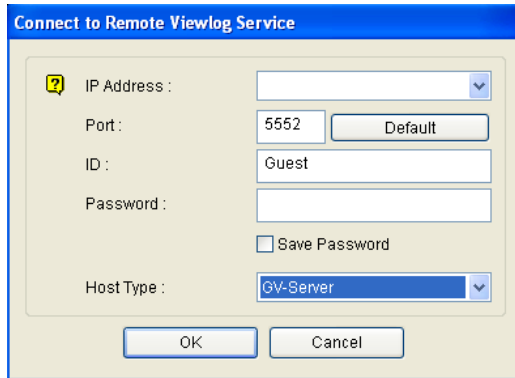 Connect to Remote Viewlog Service
? IP Address :
Port : 5552 Default
ID : Guest
Password :
Save Password
Host Type : GV-Server
OK Cancel